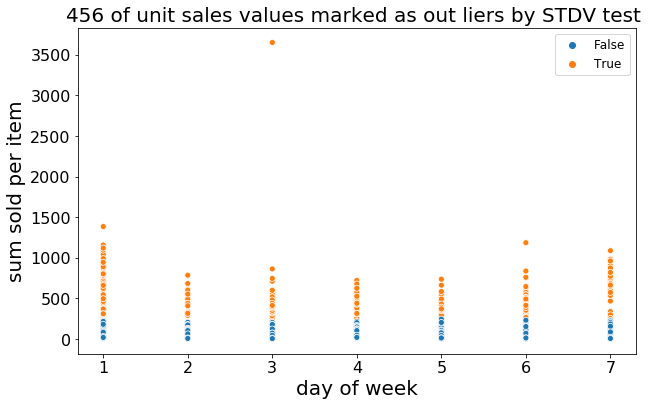 456 of unit sales values marked as out liers by STDV test
False
True
sum sold per item
3500
3000
2500
2000
1500
1000
500
0
1 2 3 4 5 6 7
day of week